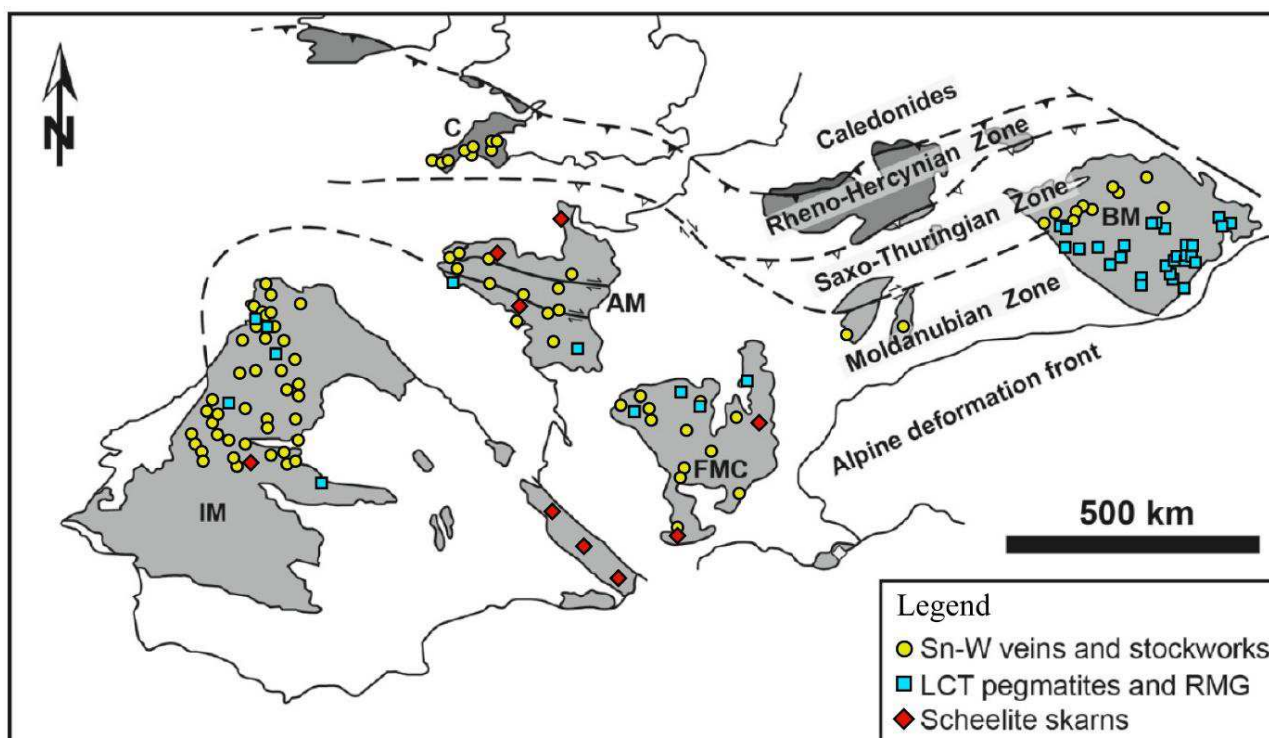 N
C
Caledonides
Rheno-Hercynian Zone
Saxo-Thuringian Zone
BM
AM
Moldanubian Zone
Alpine deformation front
FMC
IM
500 km
Legend
Sn-W veins and stockworks
LCT pegmatites and RMG
Scheelite skarns